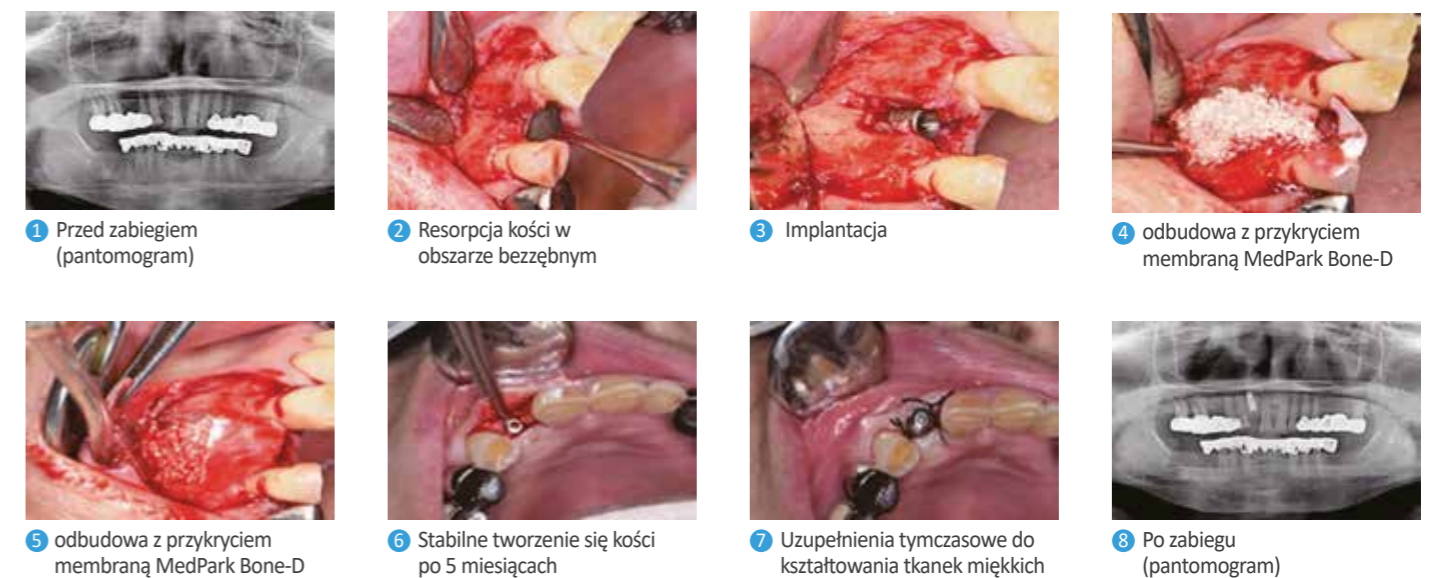 1 Przed zabiegiem
(pantomogram)
2 Resorpcja kości w
obszarze bezzębnym
3 Implantacja
4 odbudowa z przykryciem
membraną MedPark Bone-D
5 odbudowa z przykryciem
membraną MedPark Bone-D
6 Stabilne tworzenie się kości
po 5 miesiącach
7 Uzupełnienia tymczasowe do
kształtowania tkanek miękkich
8 Po zabiegu
(pantomogram)